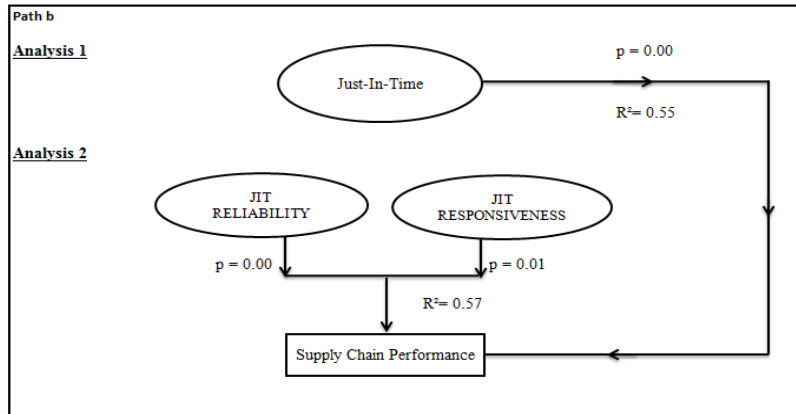 Path b
Analysis 1
p = 0.00
Just-In-Time
R²= 0.55
Analysis 2
JIT
RELIABILITY
JIT
RESPONSIVENESS
p = 0.00
p = 0.01
R²= 0.57
Supply Chain Performance